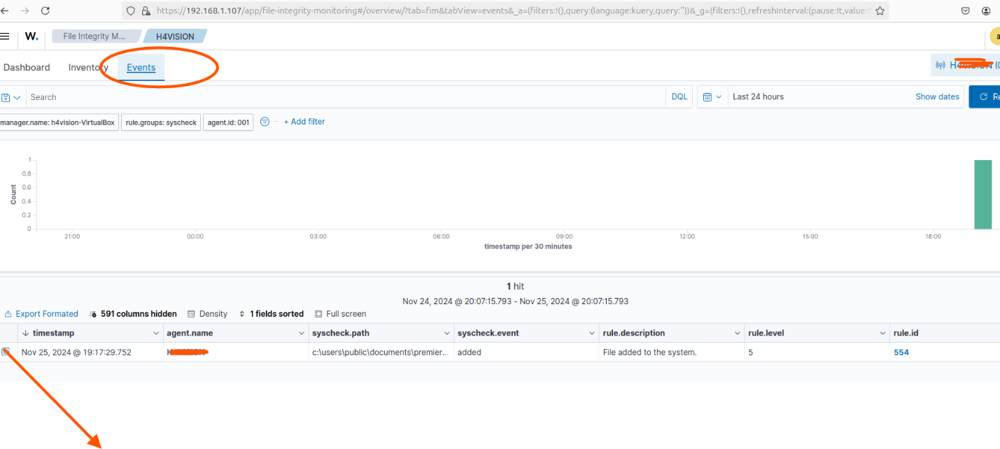 https://192.168.1.107/app/file-integrity-monitoring#/overview/?tab=fim&tabView=events&_a=(filters:!(),query:(language:kuery,query:''))&_g=(filters:!(),refreshInterval:(pause:!t,value:
W. File Integrity M... H4VISION
Dashboard Inventory Events
Search DQL Last 24 hours Show dates
manager.name: h4vision-VirtualBox rule.groups: syscheck agent.id: 001 + Add filter
1
0.8
0.6
0.4
0.2
0
Count
21:00 00:00 03:00 06:00 09:00 12:00 15:00 18:00
timestamp per 30 minutes
1 hit
Nov 24, 2024 @ 20:07:15.793 - Nov 25, 2024 @ 20:07:15.793
Export Formated 591 columns hidden Density 1 fields sorted Full screen
timestamp agent.name syscheck.path syscheck.event rule.description rule.level rule.id
Nov 25, 2024 @ 19:17:29.752 c:\users\public\documents\premier... added File added to the system. 5 554